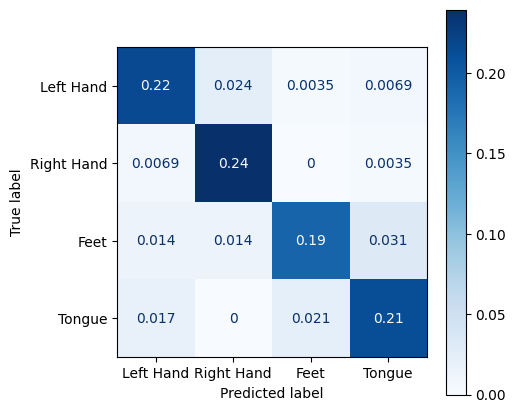 Left Hand 0.22 0.024 0.0035 0.0069
Right Hand 0.0069 0.24 0 0.0035
Feet 0.014 0.014 0.19 0.031
Tongue 0.017 0 0.021 0.21
Left Hand Right Hand Feet Tongue
Predicted label
True label
0.20
0.15
0.10
0.05
0.00